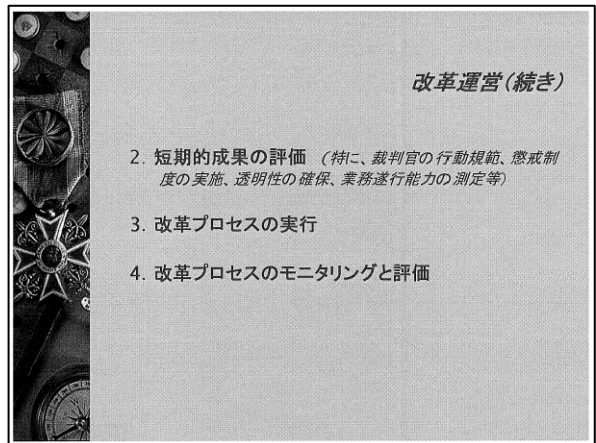 改革運営(続き)
2. 短期的成果の評価 (特に、裁判官の行動規範、懲戒制
度の実施、透明性の確保、業務遂行能力の測定等)
3. 改革プロセスの実行
4. 改革プロセスのモニタリングと評価